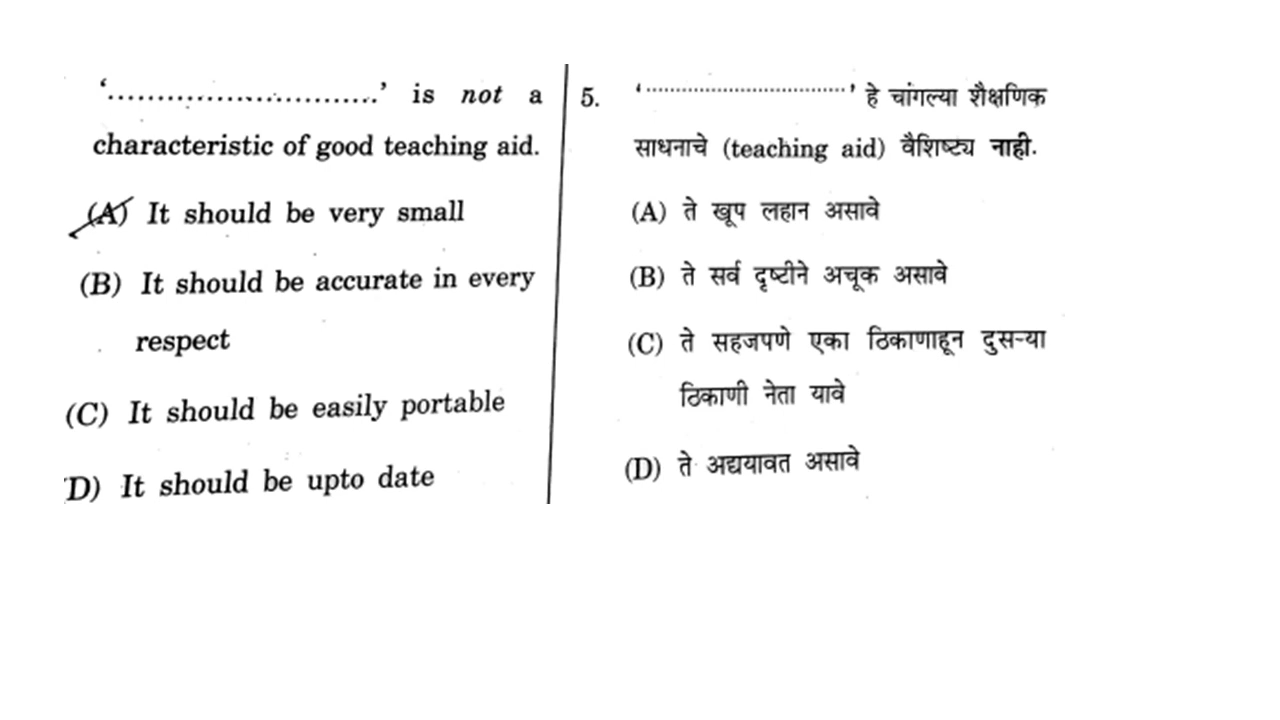 ‘...........................’ is not a
characteristic of good teaching aid.
(A) It should be very small
(B) It should be accurate in every
respect
(C) It should be easily portable
D) It should be upto date
5. ‘.................................’ हे चांगल्या शैक्षणिक
साधनाचे (teaching aid) वैशिष्ट्य नाही.
(A) ते खूप लहान असावे
(B) ते सर्व दृष्टीने अचूक असावे
(C) ते सहजपणे एका ठिकाणाहून दुसऱ्या
ठिकाणी नेता यावे
(D) ते अद्ययावत असावे